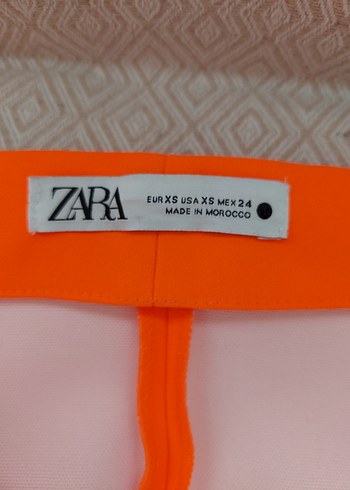 ZARA
EUR XS USA XS MEX 24
MADE IN MOROCCO